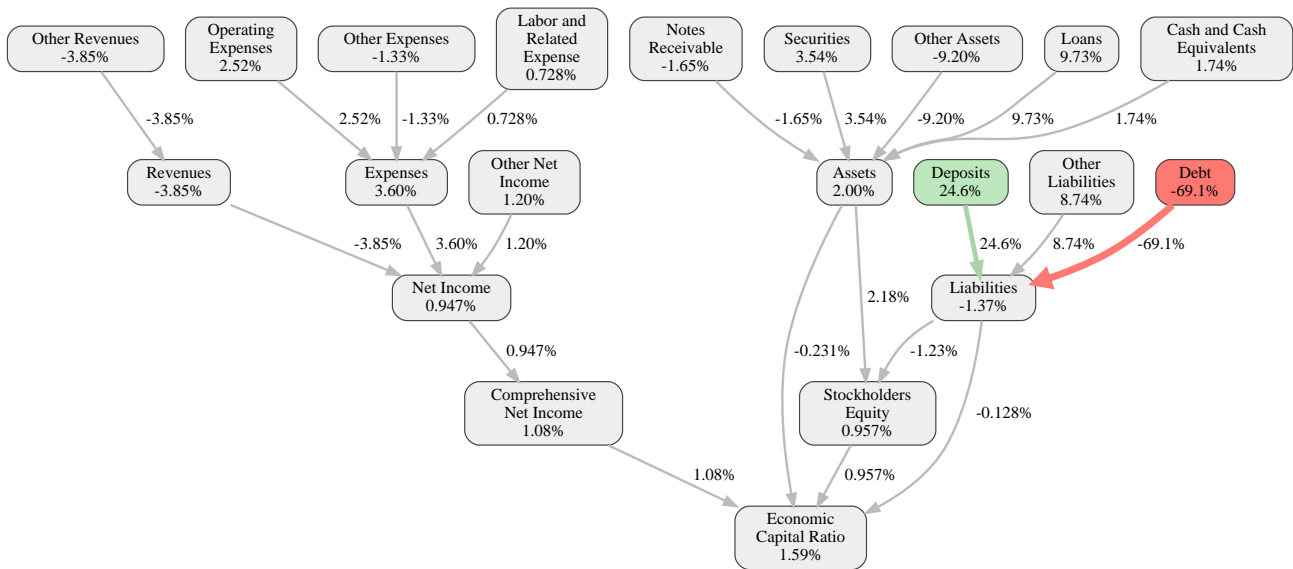 Other Revenues
-3.85%
Operating
Expenses
2.52%
Other Expenses
-1.33%
Labor and
Related
Expense
0.728%
Notes
Receivable
-1.65%
Securities
3.54%
Other Assets
-9.20%
Loans
9.73%
Cash and Cash
Equivalents
1.74%
-3.85%
2.52%
-1.33%
0.728%
-1.65%
3.54%
-9.20%
9.73%
1.74%
Revenues
-3.85%
Expenses
3.60%
Other Net
Income
1.20%
Assets
2.00%
Deposits
24.6%
Other
Liabilities
8.74%
Debt
-69.1%
-3.85%
3.60%
1.20%
24.6%
8.74%
-69.1%
Net Income
0.947%
2.18%
Liabilities
-1.37%
0.947%
-0.231%
-1.23%
Comprehensive
Net Income
1.08%
Stockholders
Equity
0.957%
-0.128%
1.08%
0.957%
Economic
Capital Ratio
1.59%